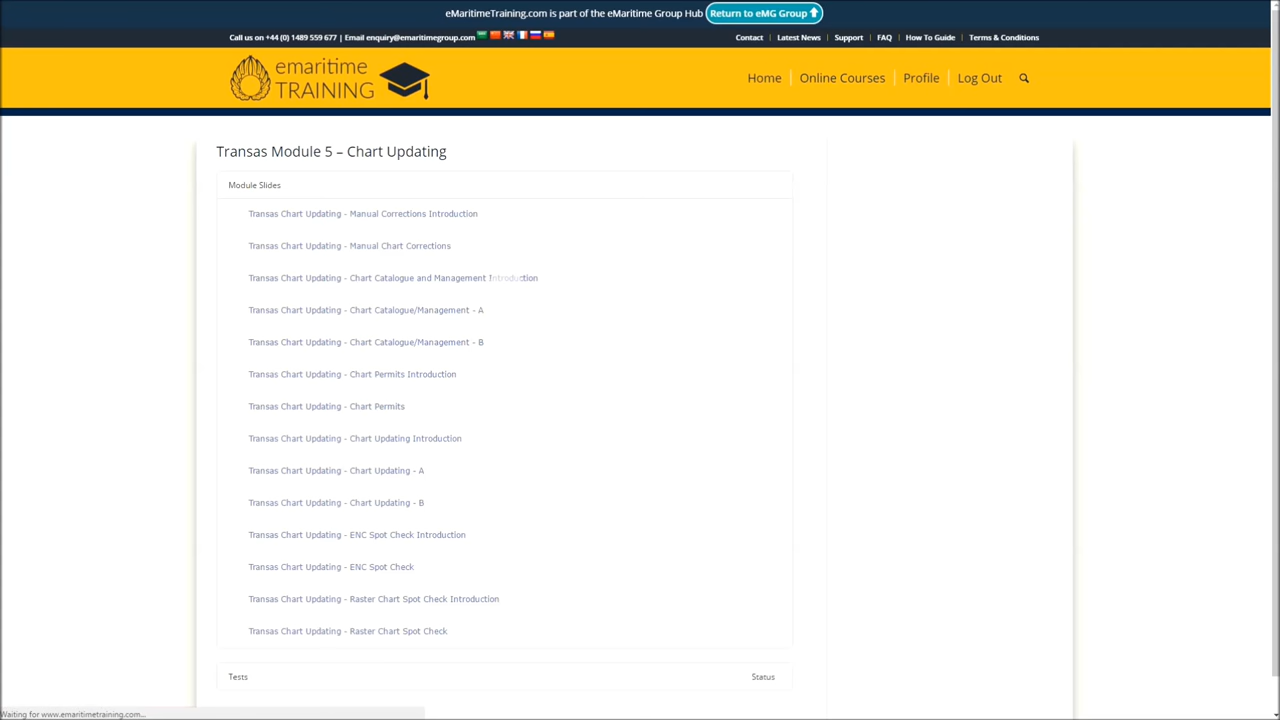 eMaritimeTraining.com is part of the eMaritime Group Hub Return to eMG Group
Call us on +44 (0) 1489 559 677 | Email enquiry@emaritimegroup.com
Contact | Latest News | Support | FAQ | How To Guide | Terms & Conditions
emaritime
TRAINING
Home | Online Courses | Profile | Log Out
Transas Module 5 – Chart Updating
Module Slides
Transas Chart Updating - Manual Corrections Introduction
Transas Chart Updating - Manual Chart Corrections
Transas Chart Updating - Chart Catalogue and Management Introduction
Transas Chart Updating - Chart Catalogue/Management - A
Transas Chart Updating - Chart Catalogue/Management - B
Transas Chart Updating - Chart Permits Introduction
Transas Chart Updating - Chart Permits
Transas Chart Updating - Chart Updating Introduction
Transas Chart Updating - Chart Updating - A
Transas Chart Updating - Chart Updating - B
Transas Chart Updating - ENC Spot Check Introduction
Transas Chart Updating - ENC Spot Check
Transas Chart Updating - Raster Chart Spot Check Introduction
Transas Chart Updating - Raster Chart Spot Check
Tests Status
Waiting for www.emaritimetraining.com...